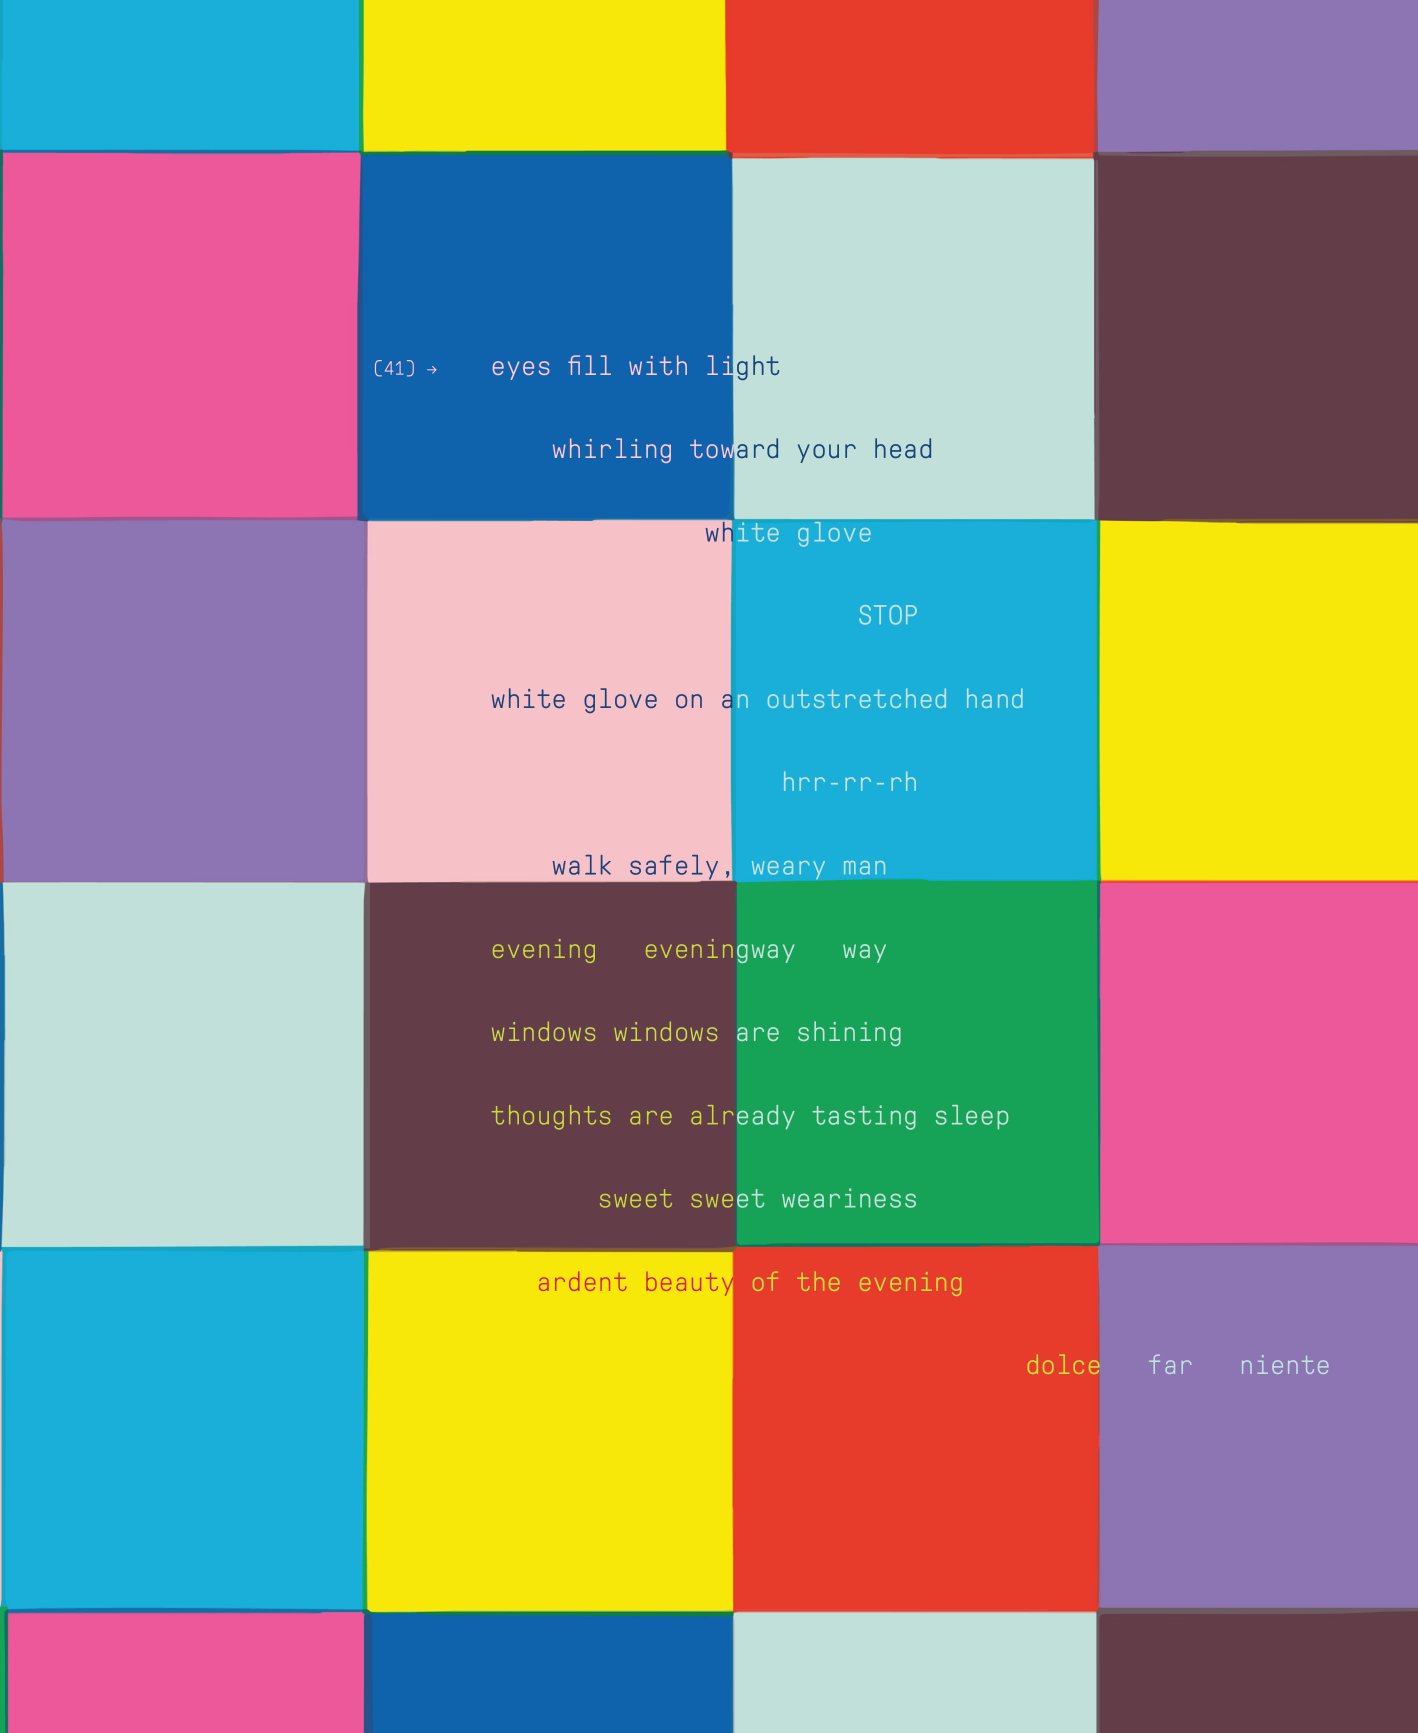 (41) → eyes fill with light
whirling toward your head
white glove
STOP
white glove on an outstretched hand
hrr-rr-rh
walk safely, weary man
evening eveningway way
windows windows are shining
thoughts are already tasting sleep
sweet sweet weariness
ardent beauty of the evening
dolce far niente